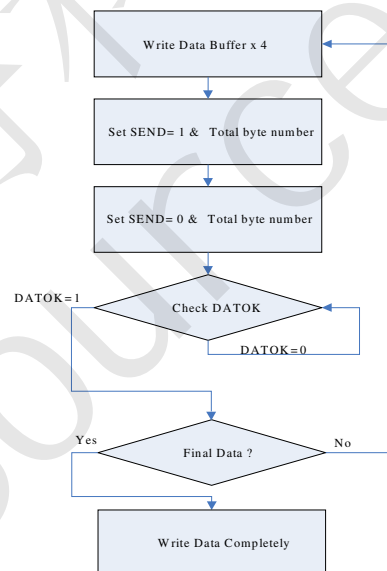 Write Data Buffer x 4
Set SEND= 1 & Total byte number
Set SEND= 0 & Total byte number
DATOK=1
Check DATOK
DATOK=0
Yes
Final Data ?
No
Write Data Completely